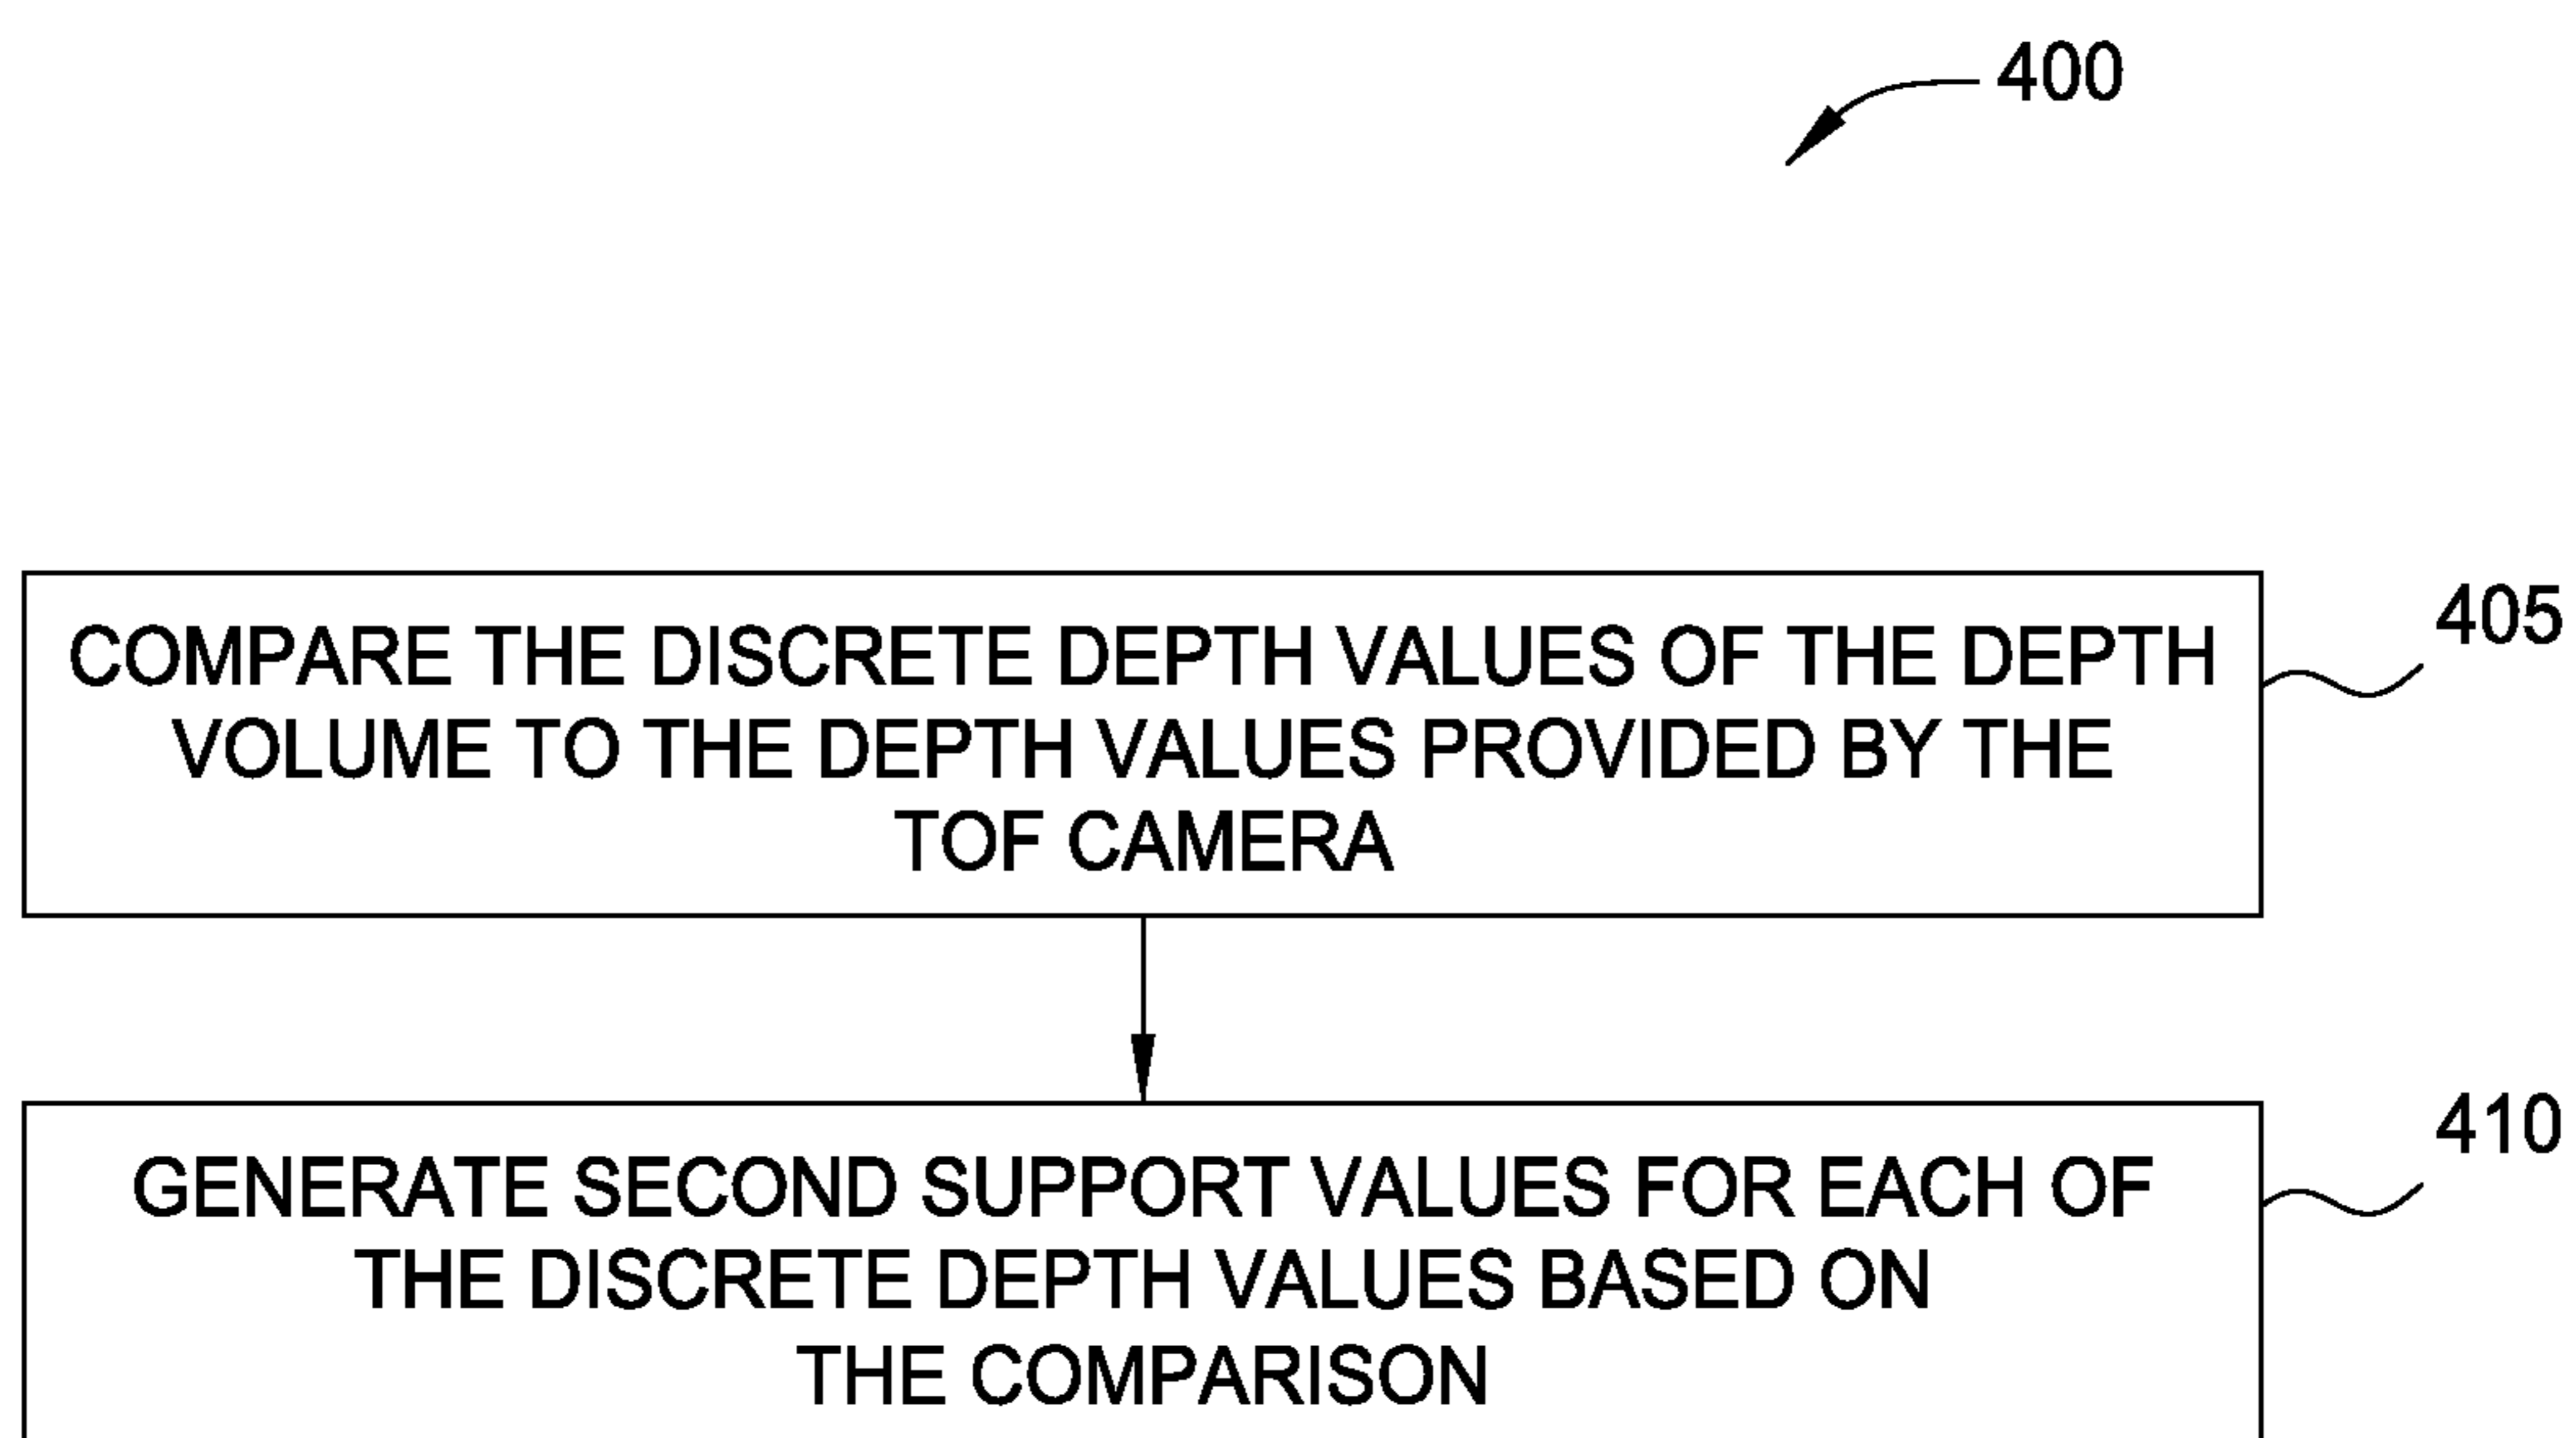 400
COMPARE THE DISCRETE DEPTH VALUES OF THE DEPTH
VOLUME TO THE DEPTH VALUES PROVIDED BY THE
TOF CAMERA
405
GENERATE SECOND SUPPORT VALUES FOR EACH OF
THE DISCRETE DEPTH VALUES BASED ON
THE COMPARISON
410